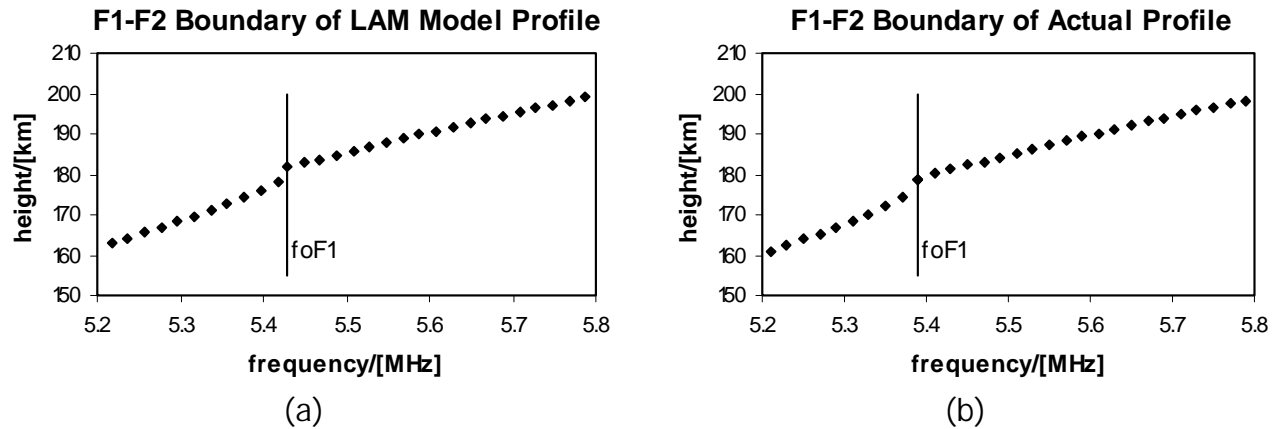 F1-F2 Boundary of LAM Model Profile
210
200
190
180
170
160
150
height/[km]
foF1
5.2 5.3 5.4 5.5 5.6 5.7 5.8
frequency/[MHz]
(a)
F1-F2 Boundary of Actual Profile
210
200
190
180
170
160
150
height/[km]
foF1
5.2 5.3 5.4 5.5 5.6 5.7 5.8
frequency/[MHz]
(b)